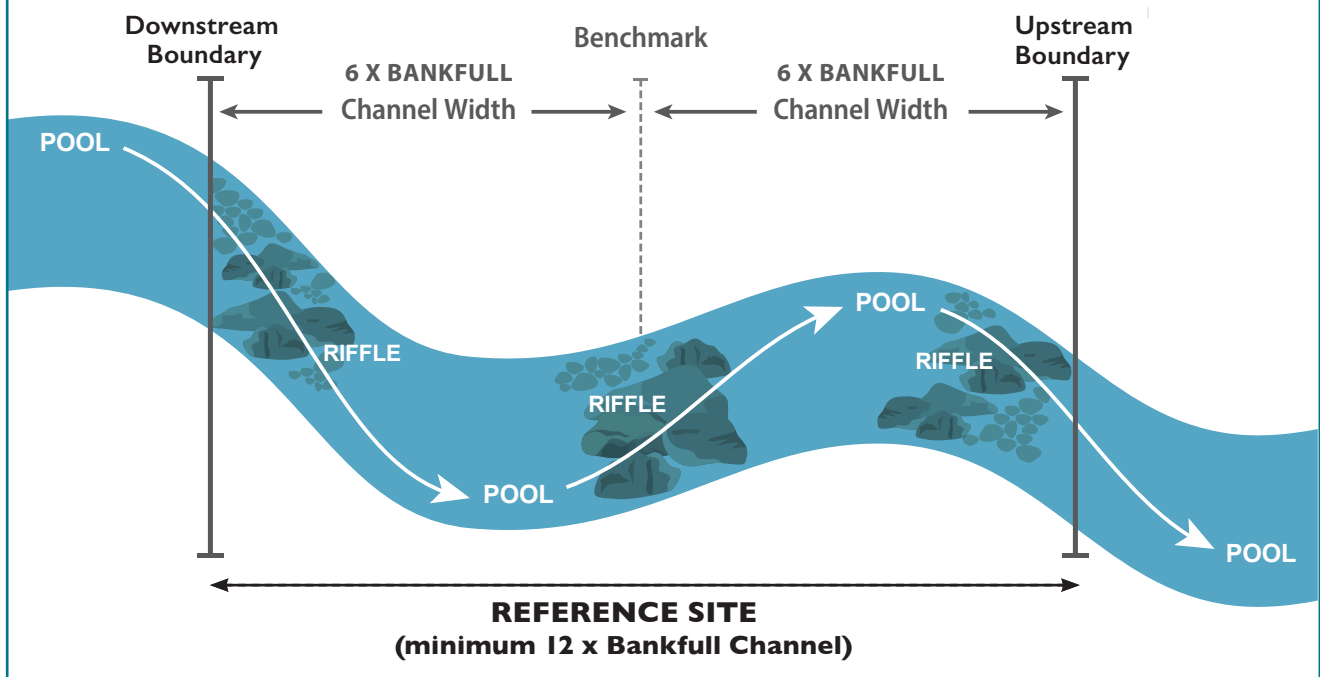 Downstream
Boundary
Benchmark
Upstream
Boundary
6 X BANKFULL
Channel Width
6 X BANKFULL
Channel Width
POOL
RIFFLE
POOL
RIFFLE
POOL
RIFFLE
POOL
REFERENCE SITE
(minimum 12 x Bankfull Channel)